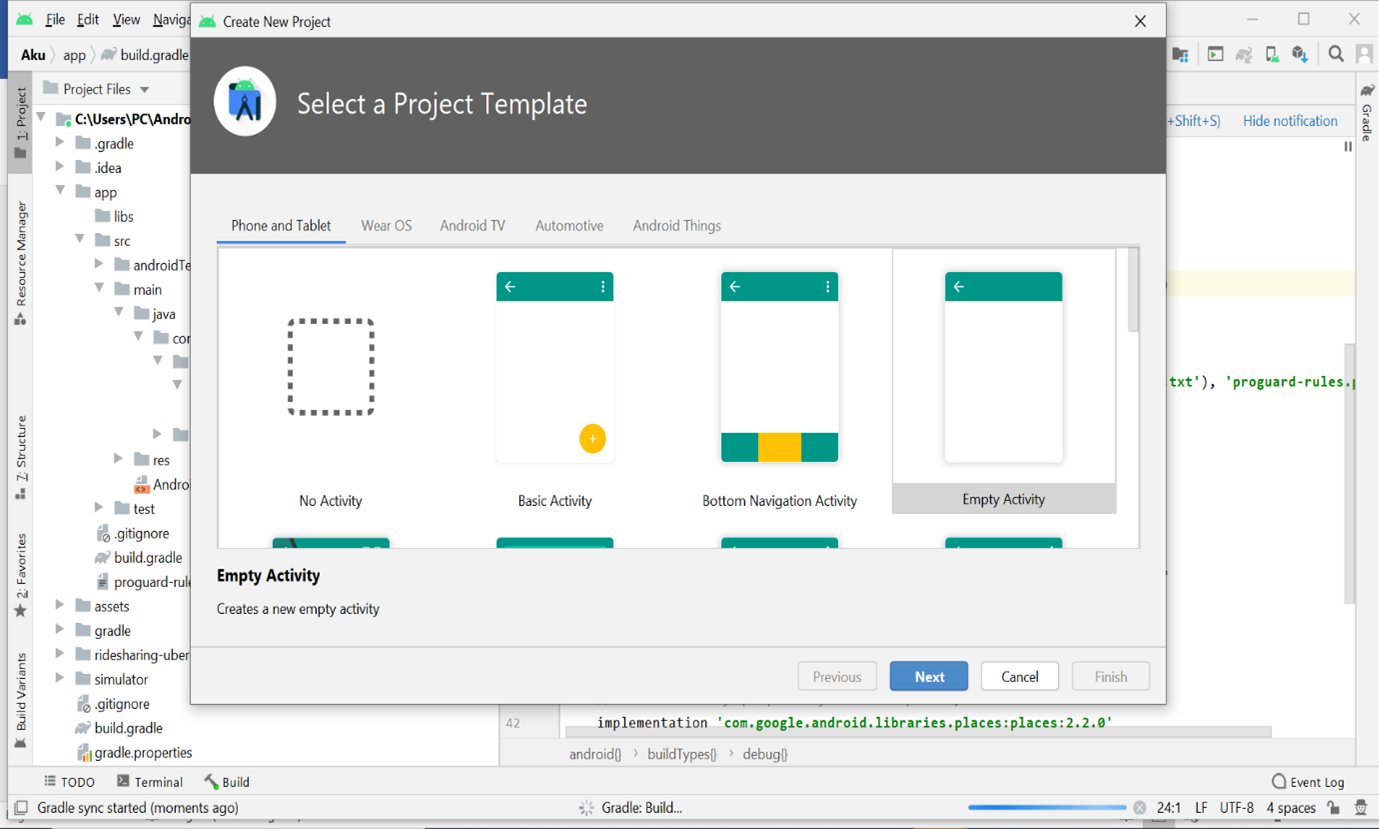 File Edit View Naviga
Create New Project
Aku app build.gradle
Select a Project Template
Project Files
1: Project
C:\Users\PC\Andro
.gradle
.idea
app
libs
src
androidTe
main
java
cor
res
Androi
test
.gitignore
build.gradle
proguard-rule
assets
gradle
ridesharing-uber
simulator
.gitignore
build.gradle
gradle.properties
Resource Manager
7: Structure
2: Favorites
Build Variants
Phone and Tablet Wear OS Android TV Automotive Android Things
No Activity Basic Activity Bottom Navigation Activity Empty Activity
Empty Activity
Creates a new empty activity
Previous Next Cancel Finish
+Shift+S) Hide notification
Gradle
txt'), 'proguard-rules.p
42 implementation 'com.google.android.libraries.places:places:2.2.0'
android{} › buildTypes{} › debug{}
TODO Terminal Build Event Log
Gradle sync started (moments ago) Gradle: Build... 24:1 LF UTF-8 4 spaces